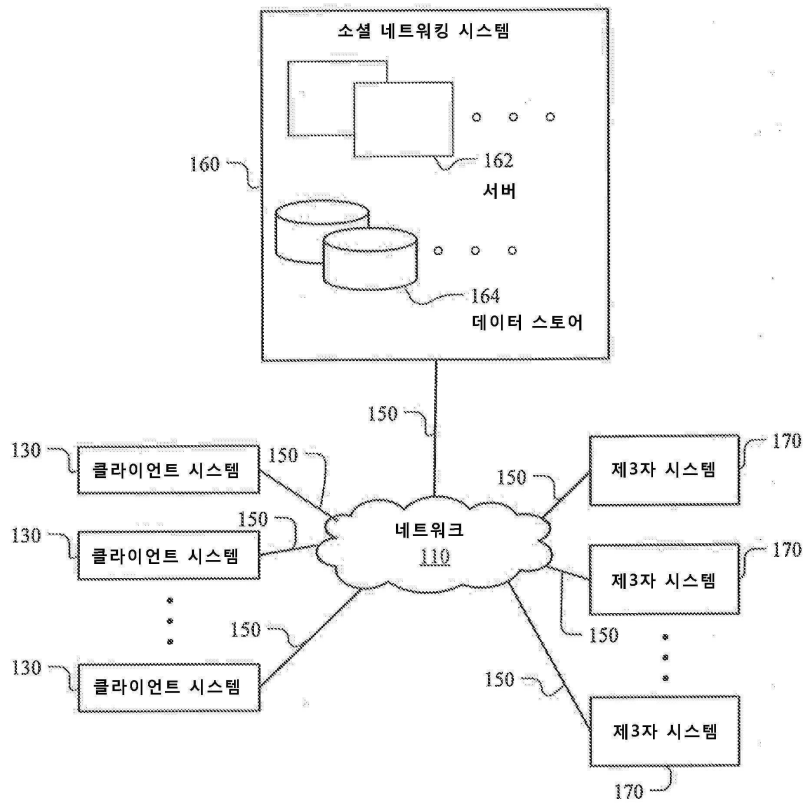 소셜 네트워킹 시스템
160
162
서버
164
데이터 스토어
150
130
클라이언트 시스템
150
150
제3자 시스템
170
130
클라이언트 시스템
150
네트워크
110
제3자 시스템
170
150
130
클라이언트 시스템
150
150
제3자 시스템
170